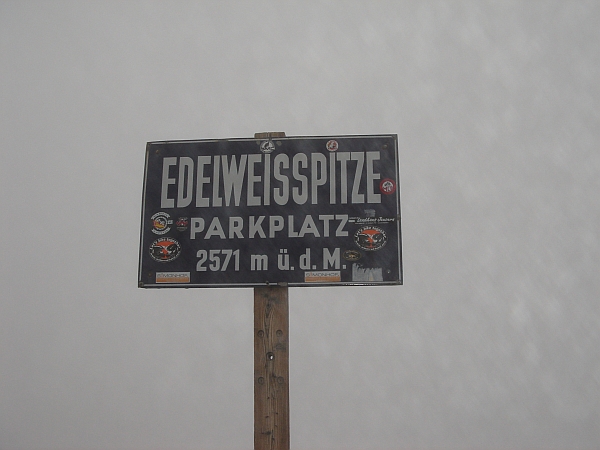 EDELWEISSPITZE
PARKPLATZ
2571 m ü.d.M.